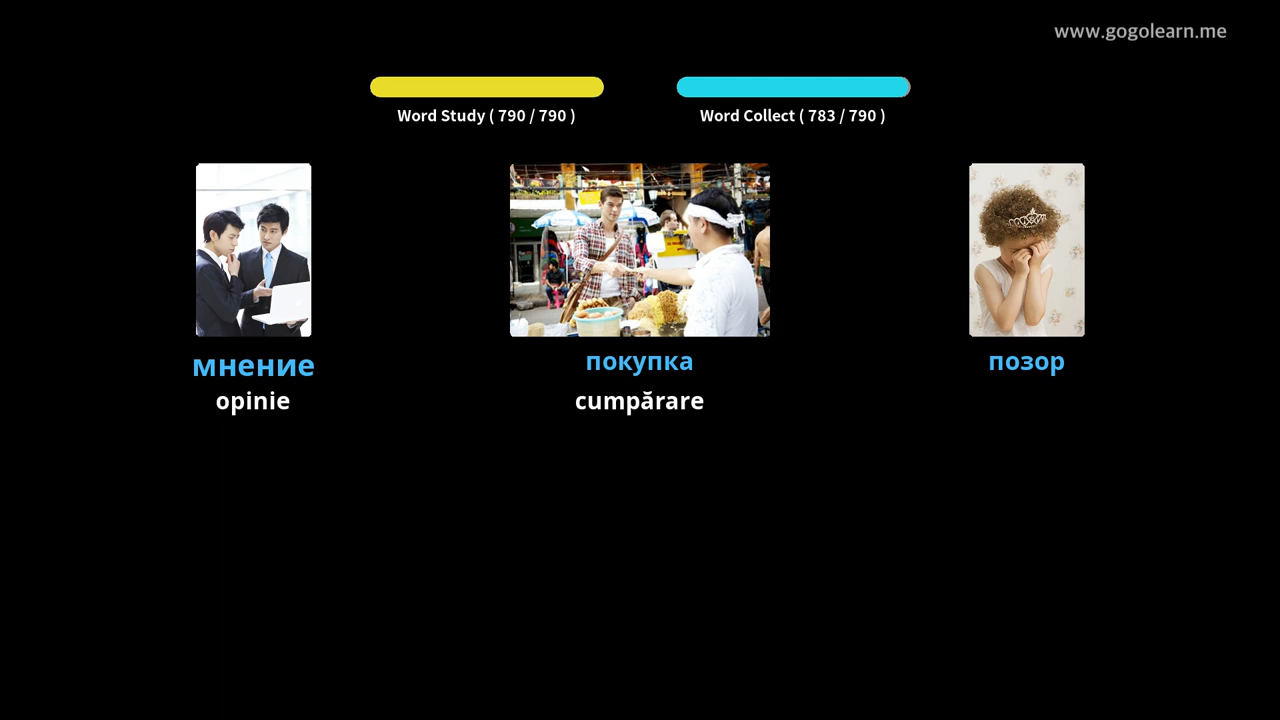 www.gogolearn.me
Word Study ( 790 / 790 )
Word Collect ( 783 / 790 )
мнение
покупка
позор
opinie
cumpărare